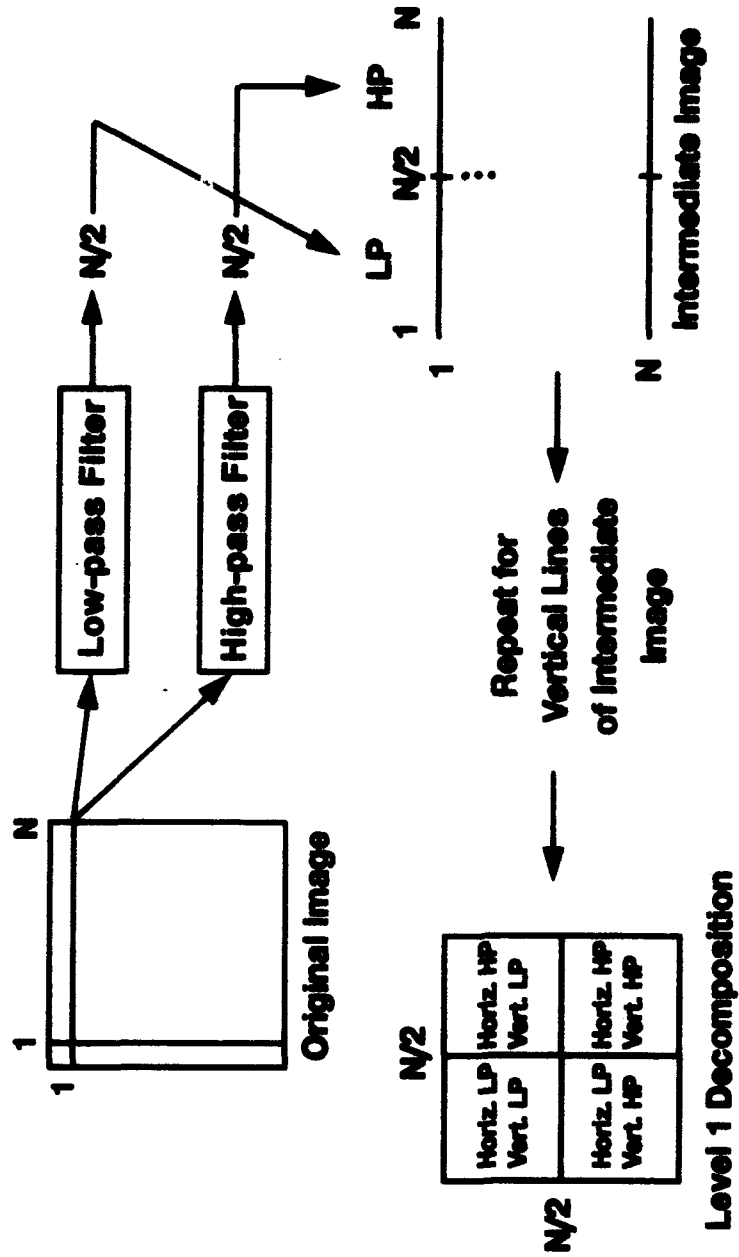 1
N
1
Original Image
Low-pass Filter
N/2
High-pass Filter
N/2
LP
HP
1
N/2
N
1
N
Intermediate Image
Repeat for
Vertical Lines
of Intermediate
Image
N/2
N/2
Horiz. LP
Vert. LP
Horiz. HP
Vert. LP
Horiz. LP
Vert. HP
Horiz. HP
Vert. HP
Level 1 Decomposition